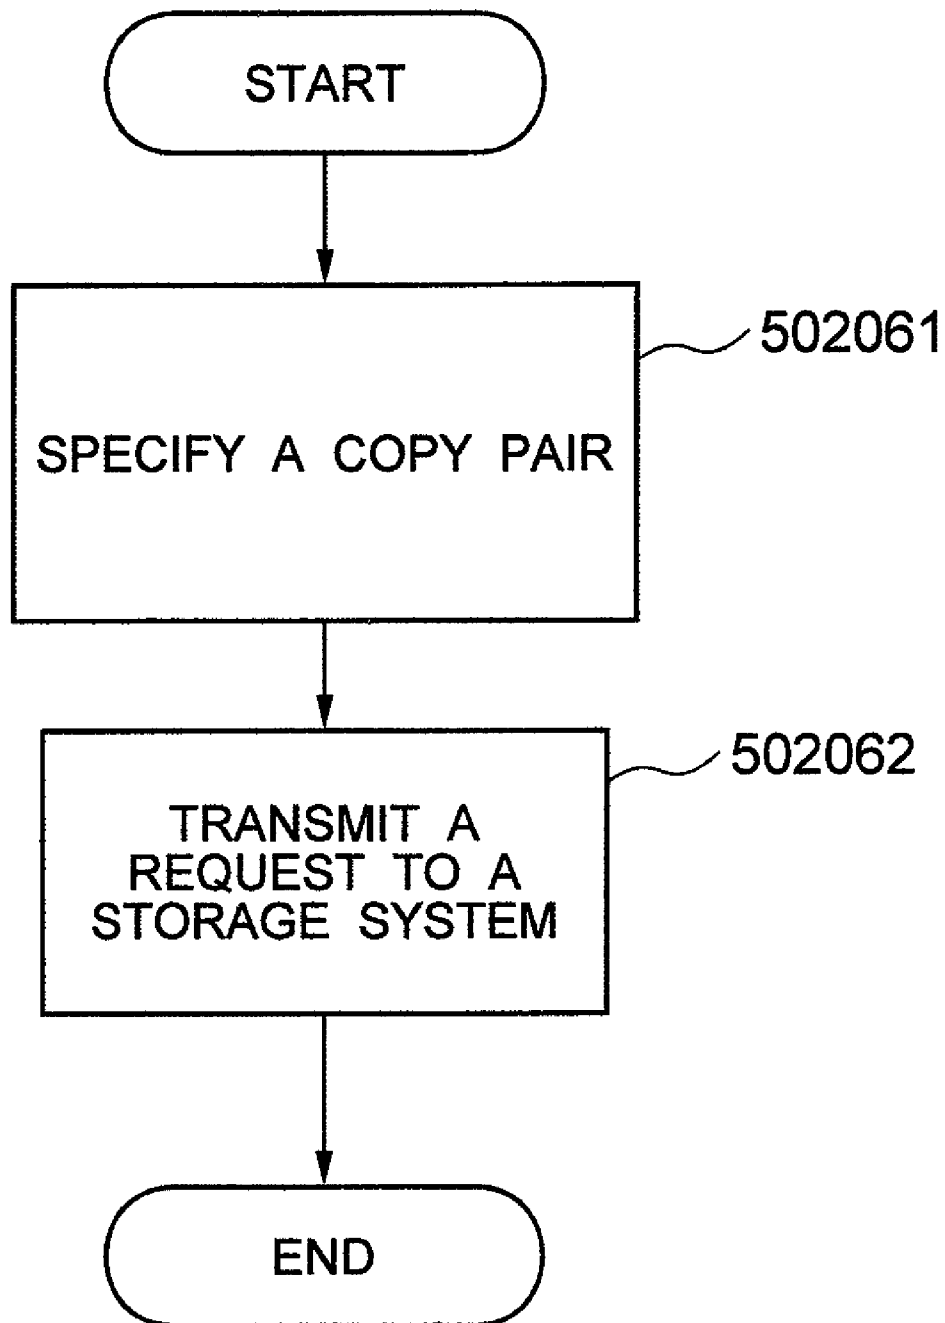 START
502061
SPECIFY A COPY PAIR
502062
TRANSMIT A
REQUEST TO A
STORAGE SYSTEM
END